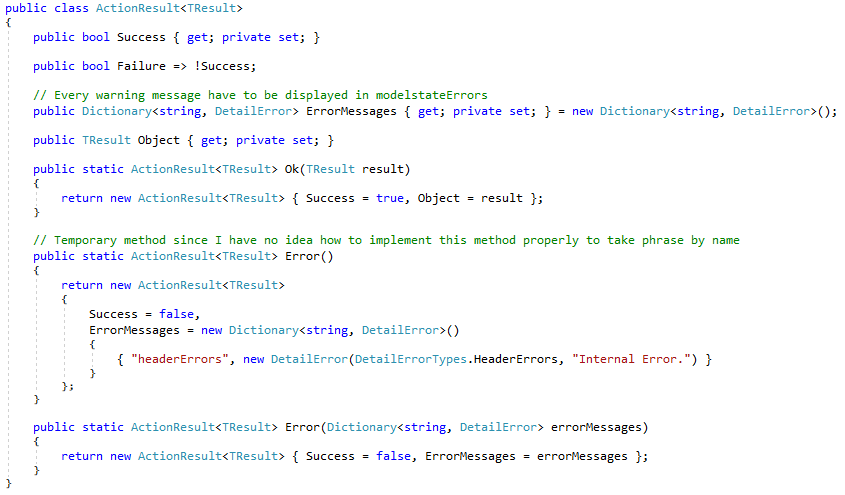 public class ActionResult<TResult>
{
    public bool Success { get; private set; }

    public bool Failure => !Success;

    // Every warning message have to be displayed in modelstateErrors
    public Dictionary<string, DetailError> ErrorMessages { get; private set; } = new Dictionary<string, DetailError>();

    public TResult Object { get; private set; }

    public static ActionResult<TResult> Ok(TResult result)
    {
        return new ActionResult<TResult> { Success = true, Object = result };
    }

    // Temporary method since I have no idea how to implement this method properly to take phrase by name
    public static ActionResult<TResult> Error()
    {
        return new ActionResult<TResult>
        {
            Success = false,
            ErrorMessages = new Dictionary<string, DetailError>()
            {
                { "headerErrors", new DetailError(DetailErrorTypes.HeaderErrors, "Internal Error.") }
            }
        };
    }

    public static ActionResult<TResult> Error(Dictionary<string, DetailError> errorMessages)
    {
        return new ActionResult<TResult> { Success = false, ErrorMessages = errorMessages };
    }
}